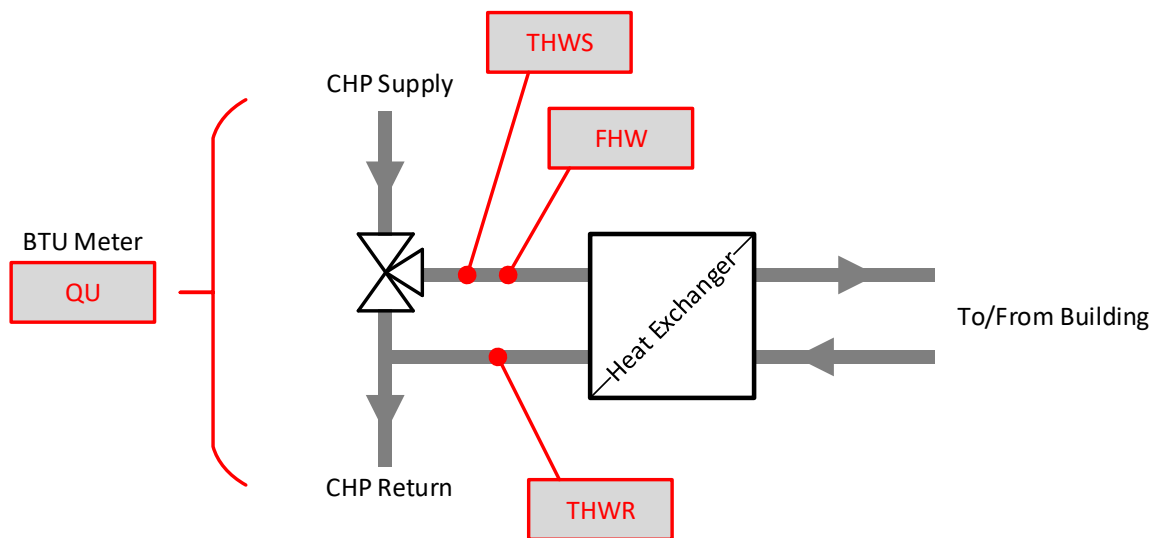 THWS
CHP Supply
FHW
BTU Meter
QU
Heat Exchanger
To/From Building
CHP Return
THWR